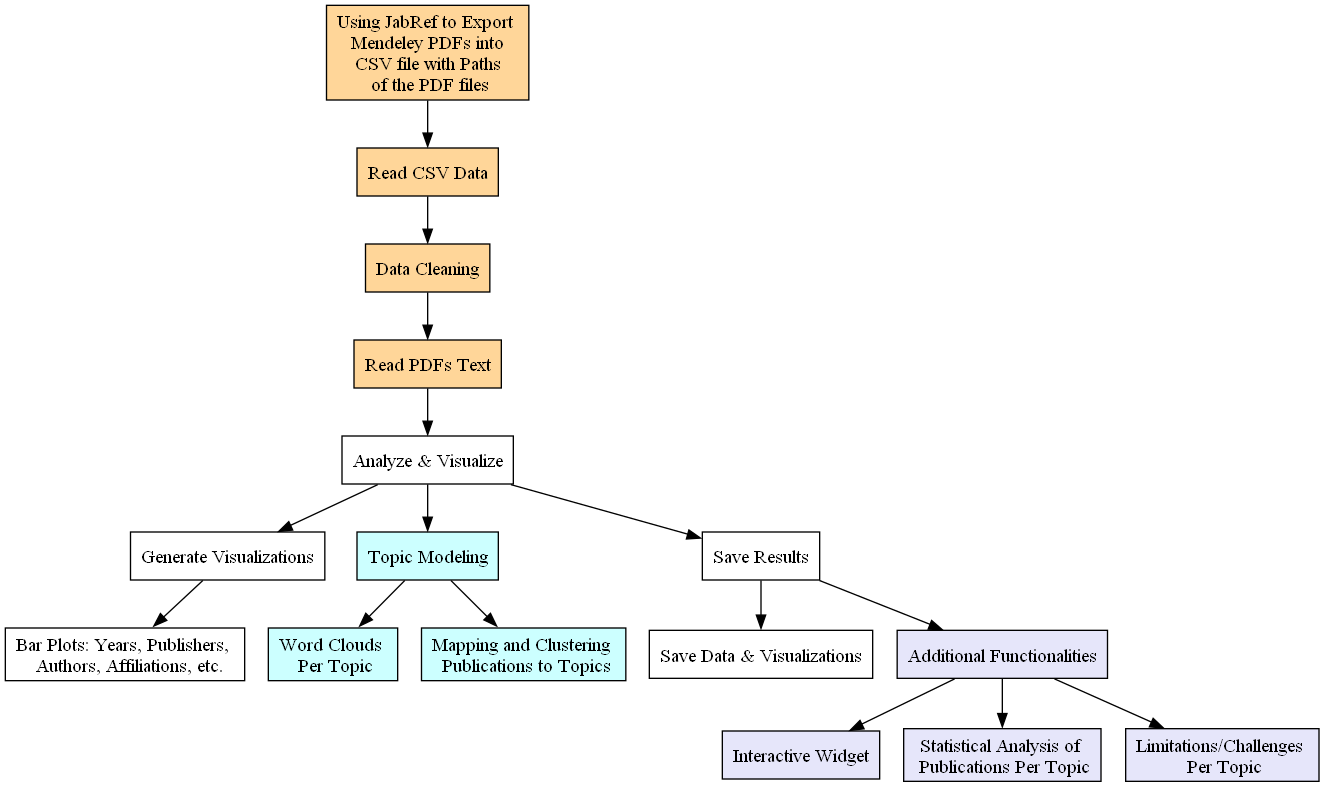 Using JabRef to Export
Mendeley PDFs into
CSV file with Paths
of the PDF files
Read CSV Data
Data Cleaning
Read PDFs Text
Analyze & Visualize
Generate Visualizations
Topic Modeling
Save Results
Bar Plots: Years, Publishers,
Authors, Affiliations, etc.
Word Clouds
Per Topic
Mapping and Clustering
Publications to Topics
Save Data & Visualizations
Additional Functionalities
Interactive Widget
Statistical Analysis of
Publications Per Topic
Limitations/Challenges
Per Topic